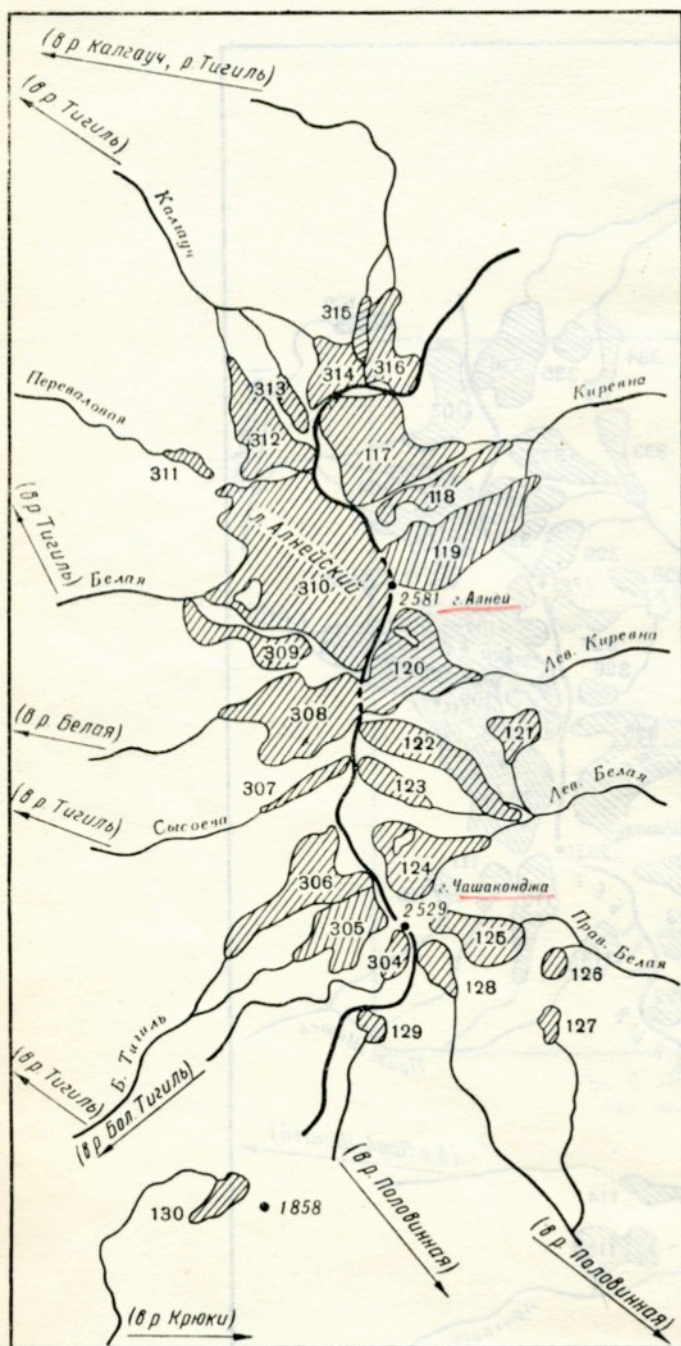 (в р Калгауч, р. Тигиль)
(в р Тигиль)
Калгауч
315
314
316
313
312
Переваловая
311
117
Киревна
118
119
л. Алнейский
310
(в р Тигиль)
Белая
2581 г. Алней
309
120
Лев. Киревна
308
(в р Белая)
122
121
307
123
Лев. Белая
(в р Тигиль)
Сысоева
124
306
г. Чашаконджа
2529
305
125
Прав. Белая
304
126
128
129
127
Б. Тигиль
(в р Тигиль)
(в р Бол. Тигиль)
(в р. Половинная)
(в р. Половинная)
130
1858
(в р Крюки)